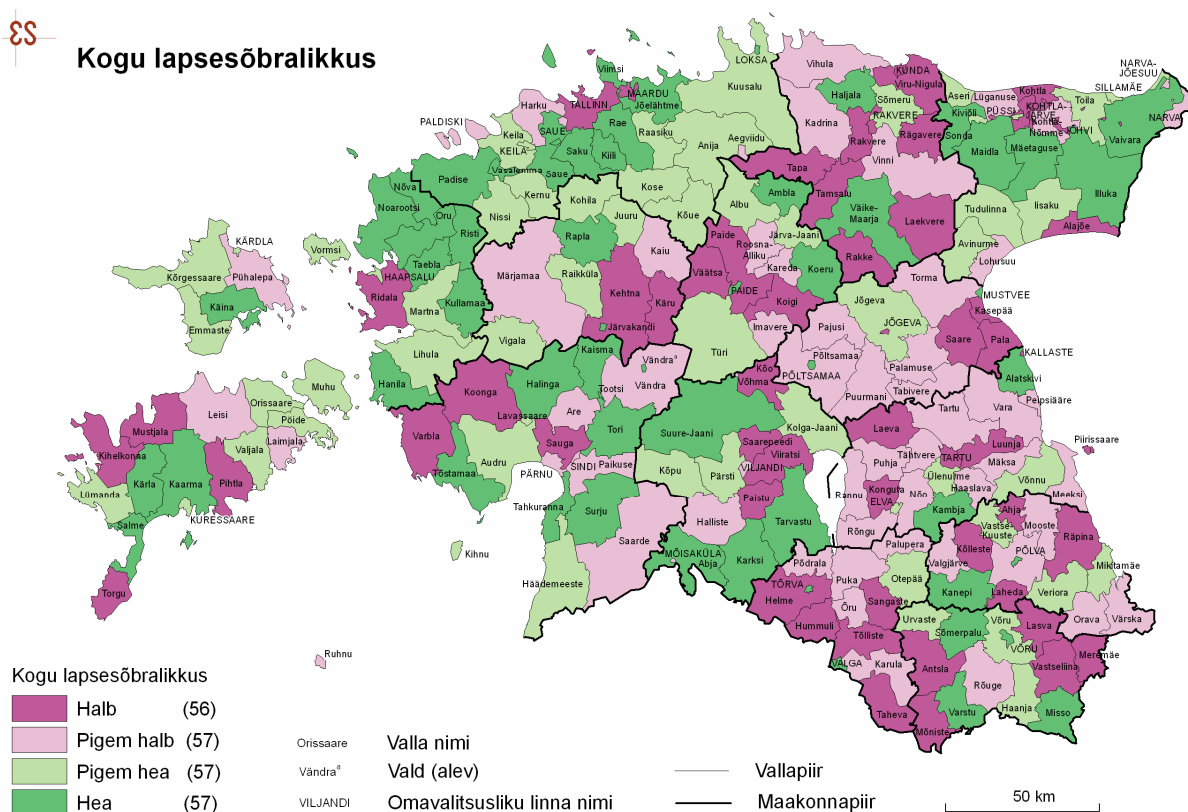 ES
Kogu lapsesõbralikkus
LOKSA
Viimsi
Vihula
NARVA-
JÕESUU
KUNDA
Viru-Nigula
SILLAMÄE
Harku
TALLINN
MAARDU
Jõelähtme
Kuusalu
Haljala
Sõmeru
Aseri
Lüganuse
Kohtla
Toila
PALDISKI
Rae
Raasiku
Kadrina
RAKVERE
Kiviõli
PÜSSI
KOHTLA-
JÄRVE
NARVA
Keila
SAUE
Rägavere
Sonda
Kohtla-
Nõmme
JÕHVI
KEILA
Saku
Kiili
Anija
Aegviidu
Rakvere
Vinni
Maidla
Mäetaguse
Vaivara
Padise
Vasalemma
Saue
Tapa
Nõva
Kernu
Kose
Albu
Ambla
Tamsalu
Illuka
Noarootsi
Nissi
Kohila
Juuru
Kõue
Väike-
Maarja
Laekvere
Tudulinna
Iisaku
Oru
Risti
Rapla
Kaiu
Paide
Järva-Jaani
Alajõe
KÄRDLA
Vormsi
Roosna-
Alliku
Avinurme
Taebla
Rakke
Lohusuu
Kõrgessaare
Pühalepa
HAAPSALU
Märjamaa
Raikküla
Väätsa
Kareda
Koeru
Torma
Ridala
Kullamaa
Kehtna
PAIDE
MUSTVEE
Käina
Martna
Käru
Koigi
Jõgeva
Kasepää
Emmaste
Järvakandi
Imavere
Pajusi
JÕGEVA
Saare
Pala
Lihula
Vigala
Kaisma
Türi
KALLASTE
Vändraª
Põltsamaa
Palamuse
Hanila
Halinga
Kõo
PÕLTSAMAA
Alatskivi
Muhu
Koonga
Tootsi
Vändra
Võhma
Puurmani
Tabivere
Leisi
Orissaare
Peipsiääre
Are
Tartu
Vara
Mustjala
Pöide
Lavassaare
Kolga-Jaani
Laeva
Varbla
Sauga
Tori
Suure-Jaani
Piirissaare
Laimjala
Saarepeedi
Luunja
Kihelkonna
Valjala
Audru
Viiratsi
Tähtvere
TARTU
Puhja
Mäksa
Tõstamaa
PÄRNU
SINDI
Paikuse
Kõpu
Pärsti
VILJANDI
Ülenurme
Kärla
Kaarma
Pihtla
Võnnu
Lümanda
Rannu
Konguta
Nõo
Haaslava
Meeksi
ELVA
Paistu
Tahkuranna
Surju
Kambja
Ahja
KURESSAARE
Salme
Halliste
Tarvastu
Vastse-
Kuuste
Mooste
Rõngu
Räpina
Kihnu
Saarde
Palupera
Kõlleste
PÕLVA
MÕISAKÜLA
Abja
Karksi
Põdrala
Valgjärve
Mikitamäe
Häädemeeste
Puka
Otepää
TÕRVA
Kanepi
Laheda
Veriora
Torgu
Helme
Õru
Sangaste
Urvaste
Võru
Lasva
Orava
Värska
Hummuli
Sõmerpalu
Tõlliste
VÕRU
Meremäe
Ruhnu
VALGA
Karula
Antsla
Vastseliina
Rõuge
Kogu lapsesõbralikkus
Taheva
Varstu
Haanja
Misso
Halb (56)
Mõniste
Pigem halb (57)
Orissaare Valla nimi
Pigem hea (57)
Vändraª Vald (alev) Vallapiir
Hea (57)
VILJANDI Omavalitsusliku linna nimi Maakonnapiir
50 km